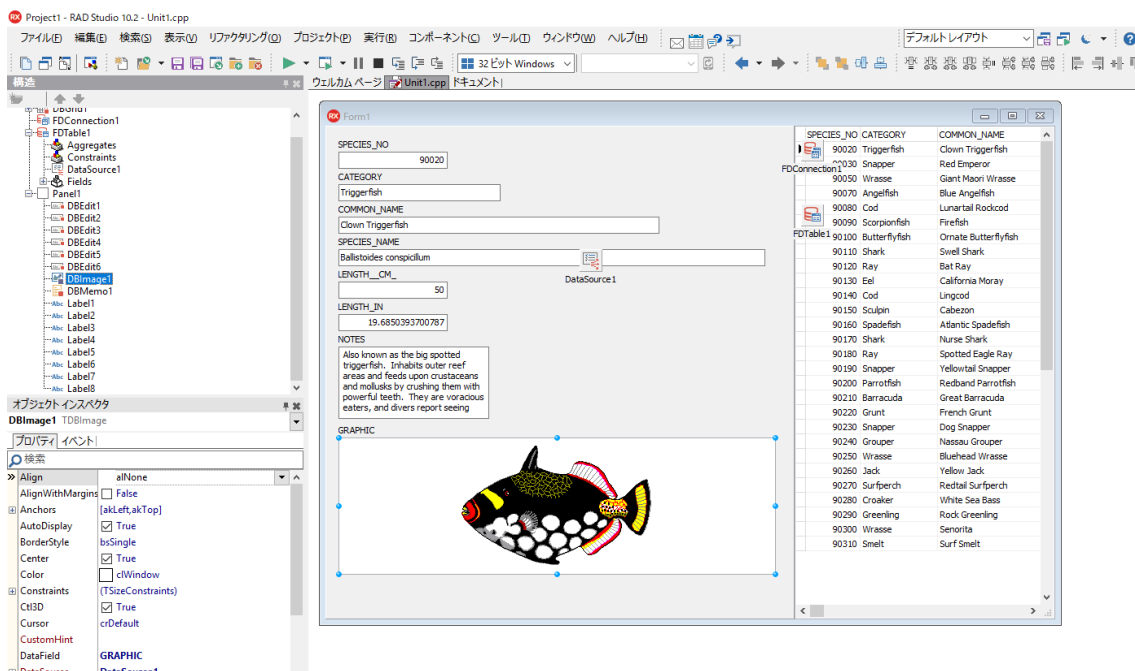 Project1 - RAD Studio 10.2 - Unit1.cpp
ファイル(F) 編集(E) 検索(S) 表示(V) リファクタリング(O) プロジェクト(P) 実行(R) コンポーネント(C) ツール(T) ウィンドウ(W) ヘルプ(H) デフォルト レイアウト
32 ビット Windows
構造
ウェルカム ページ Unit1.cpp ドキュメント
DBGrid1
FDConnection1
FDTable1
Aggregates
Constraints
DataSource1
Fields
Panel1
DBEdit1
DBEdit2
DBEdit3
DBEdit4
DBEdit5
DBEdit6
DBImage1
DBMemo1
Label1
Label2
Label3
Label4
Label5
Label6
Label7
Label8
オブジェクト インスペクタ
DBImage1 TDBImage
プロパティ イベント
検索
Align alNone
AlignWithMargins False
Anchors [akLeft,akTop]
AutoDisplay True
BorderStyle bsSingle
Center True
Color clWindow
Constraints (TSizeConstraints)
Ctl3D True
Cursor crDefault
CustomHint
DataField GRAPHIC
DataSource DataSource1
Form1
SPECIES_NO
90020
CATEGORY
Triggerfish
COMMON_NAME
Clown Triggerfish
SPECIES_NAME
Ballistoides conspicillum
DataSource1
LENGTH__CM_
50
LENGTH_IN
19.6850393700787
NOTES
Also known as the big spotted
triggerfish. Inhabits outer reef
areas and feeds upon crustaceans
and mollusks by crushing them with
powerful teeth. They are voracious
eaters, and divers report seeing
GRAPHIC
FDConnection1
FDTable1
SPECIES_NO CATEGORY COMMON_NAME
90020 Triggerfish Clown Triggerfish
90030 Snapper Red Emperor
90050 Wrasse Giant Maori Wrasse
90070 Angelfish Blue Angelfish
90080 Cod Lunartail Rockcod
90090 Scorpionfish Firefish
90100 Butterflyfish Ornate Butterflyfish
90110 Shark Swell Shark
90120 Ray Bat Ray
90130 Eel California Moray
90140 Cod Lingcod
90150 Sculpin Cabezon
90160 Spadefish Atlantic Spadefish
90170 Shark Nurse Shark
90180 Ray Spotted Eagle Ray
90190 Snapper Yellowtail Snapper
90200 Parrotfish Redband Parrotfish
90210 Barracuda Great Barracuda
90220 Grunt French Grunt
90230 Snapper Dog Snapper
90240 Grouper Nassau Grouper
90250 Wrasse Bluehead Wrasse
90260 Jack Yellow Jack
90270 Surfperch Redtail Surfperch
90280 Croaker White Sea Bass
90290 Greenling Rock Greenling
90300 Wrasse Senorita
90310 Smelt Surf Smelt